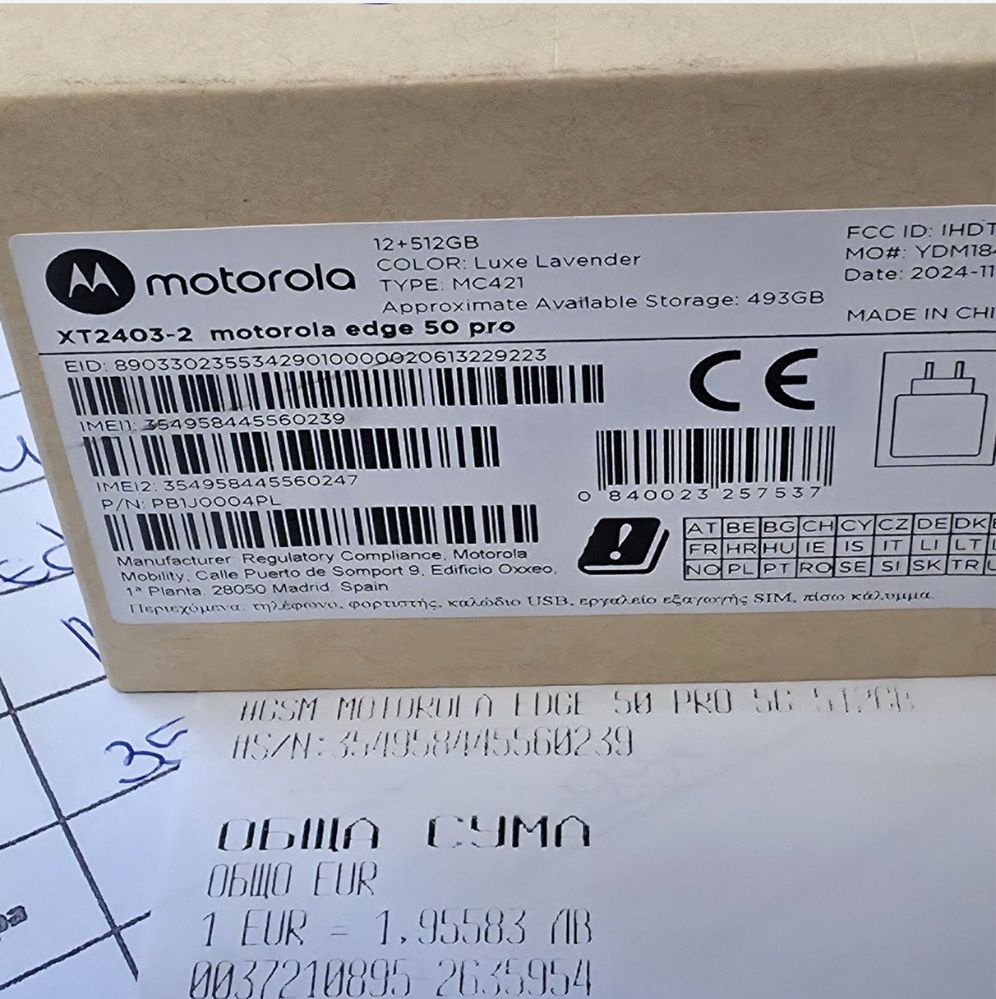 motorola
12+512GB
COLOR: Luxe Lavender
TYPE: MC421
Approximate Available Storage: 493GB
FCC ID: IHDT
MO#: YDM18
Date: 2024-11
MADE IN CHI
XT2403-2 motorola edge 50 pro
EID: 89033023553429010000020613229223
IMEI1: 354958445560239
IMEI2: 354958445560247
P/N: PB1J0004PL
CE
0 840023 257537
Manufacturer: Regulatory Compliance, Motorola
Mobility, Calle Puerto de Somport 9, Edificio Oxxeo,
1ª Planta, 28050 Madrid, Spain
AT BE BG CH CY CZ DE DK
FR HR HU IE IS IT LI LT
NO PL PT RO SE SI SK TR
Περιεχόμενα: τηλέφωνο, φορτιστής, καλώδιο USB, εργαλείο εξαγωγής SIM, πίσω κάλυμμα.
#GSM MOTOROLA EDGE 50 PRO 5G 512GB
#S/N:354958445560239
ОБЩА СУМА
ОБЩО EUR
1 EUR = 1,95583 ЛВ
0037210895 2635954